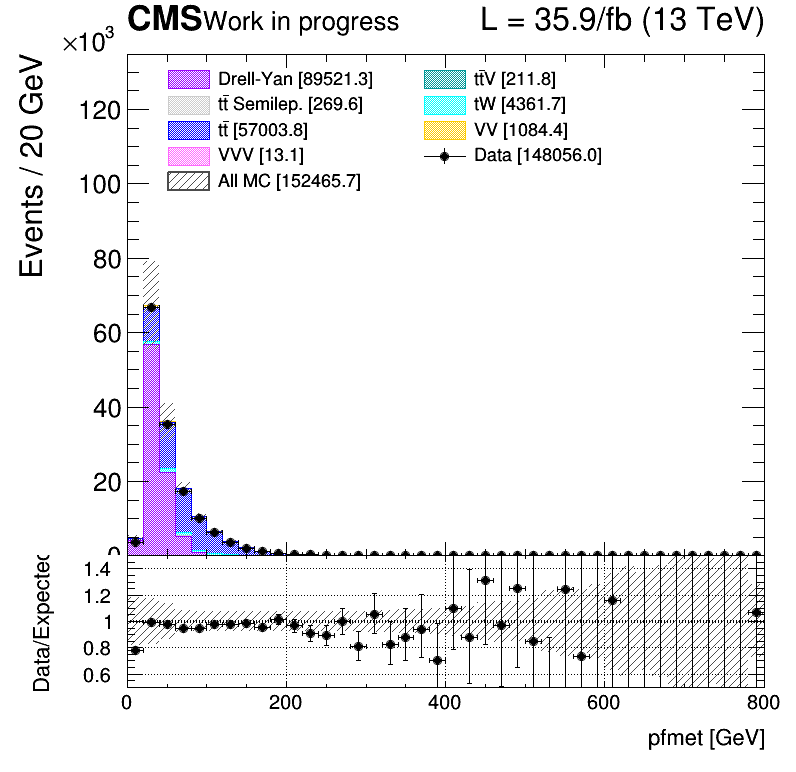 CMS Work in progress L = 35.9/fb (13 TeV)
×10³
Events / 20 GeV
120
100
80
60
40
20
0
Drell-Yan [89521.3]
tt̄ Semilep. [269.6]
tt̄ [57003.8]
VVV [13.1]
All MC [152465.7]
tt̄V [211.8]
tW [4361.7]
VV [1084.4]
Data [148056.0]
Data/Expected
1.4
1.2
1
0.8
0.6
0 200 400 600 800
pfmet [GeV]